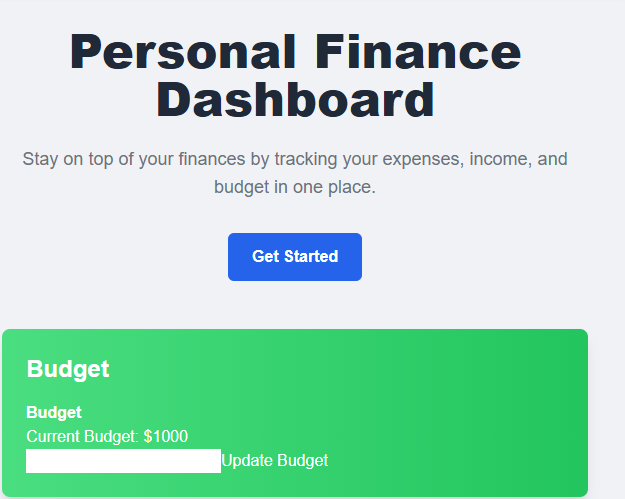 Personal Finance
Dashboard
Stay on top of your finances by tracking your expenses, income, and
budget in one place.
Get Started
Budget
Budget
Current Budget: $1000
Update Budget